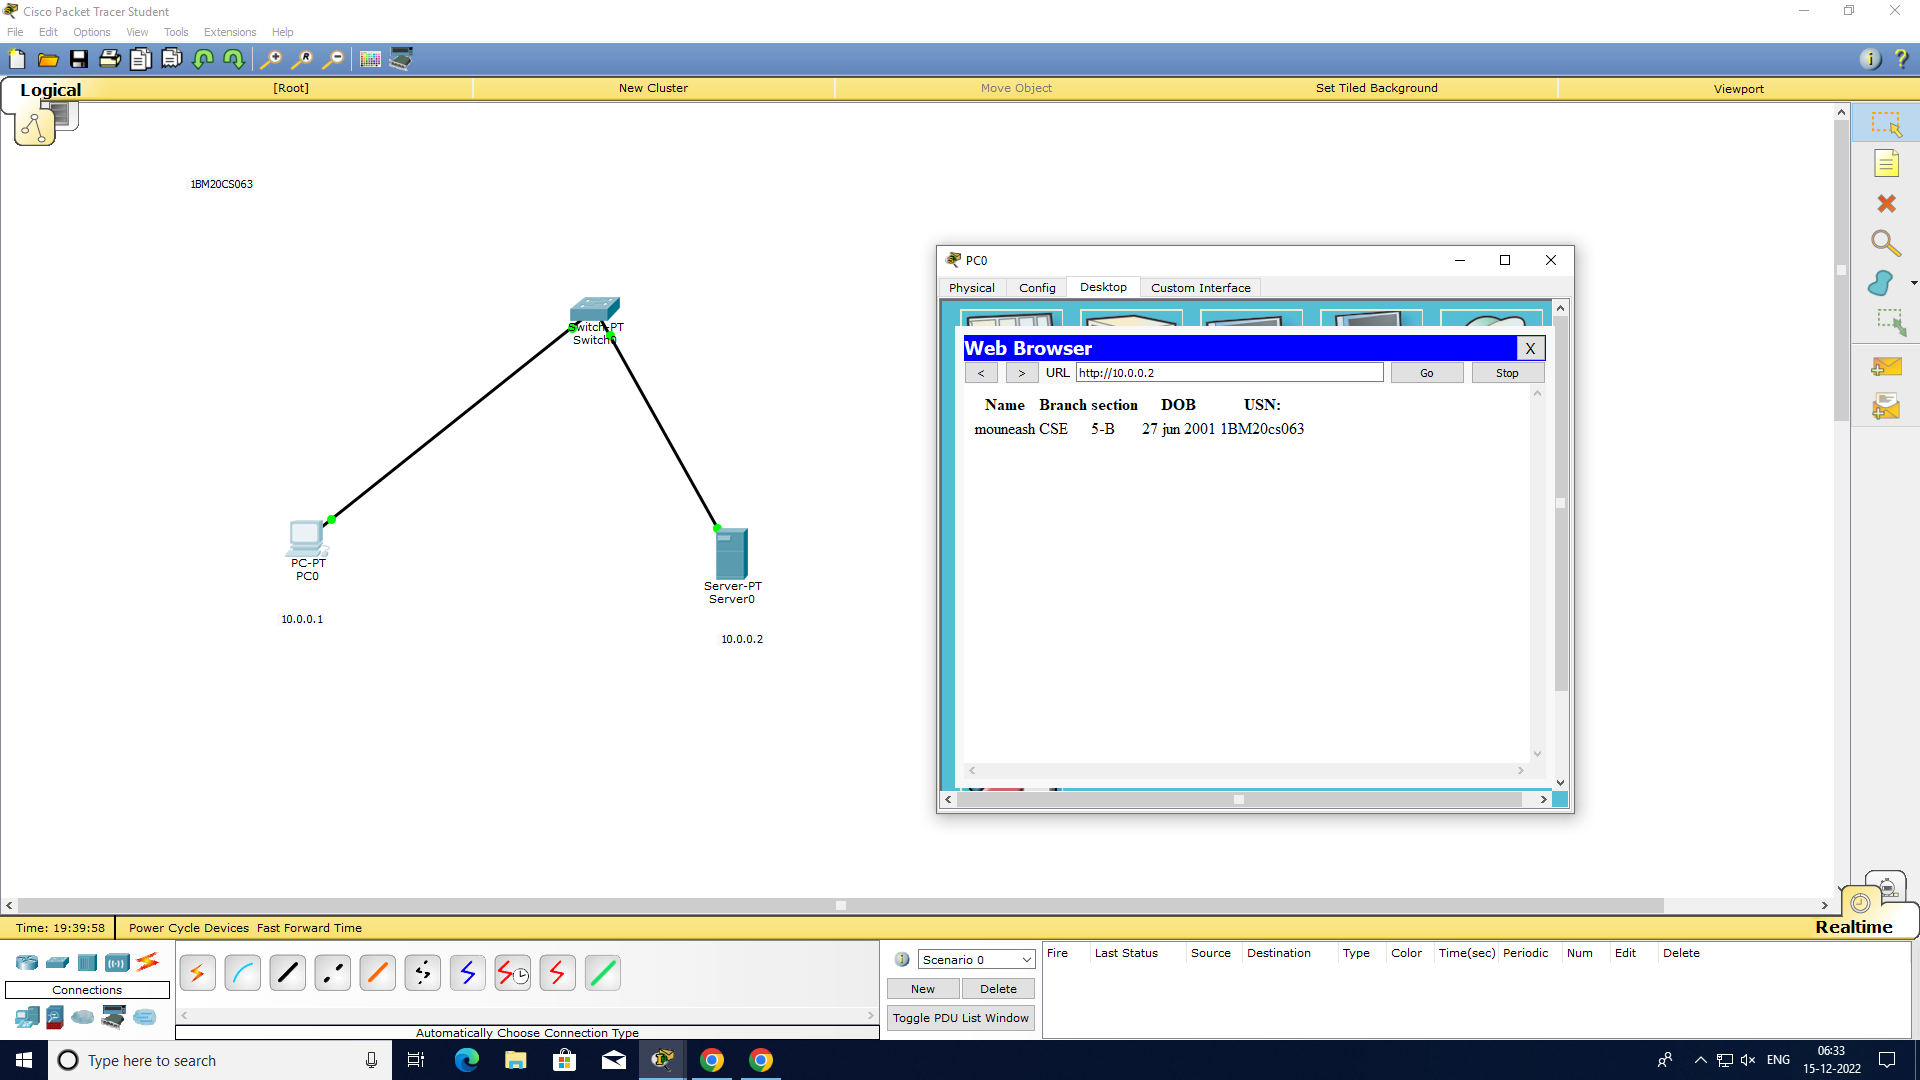 Cisco Packet Tracer Student
File Edit Options View Tools Extensions Help
Logical [Root] New Cluster Move Object Set Tiled Background Viewport
1BM20CS063
Switch-PT
Switch0
PC-PT
PC0
10.0.0.1
Server-PT
Server0
10.0.0.2
PC0
Physical Config Desktop Custom Interface
Web Browser X
< > URL http://10.0.0.2 Go Stop
Name Branch section DOB USN:
mouneash CSE 5-B 27 jun 2001 1BM20cs063
Time: 19:39:58 Power Cycle Devices Fast Forward Time Realtime
Connections
Automatically Choose Connection Type
Scenario 0
New Delete
Toggle PDU List Window
Fire Last Status Source Destination Type Color Time(sec) Periodic Num Edit Delete
Type here to search
ENG
06:33
15-12-2022